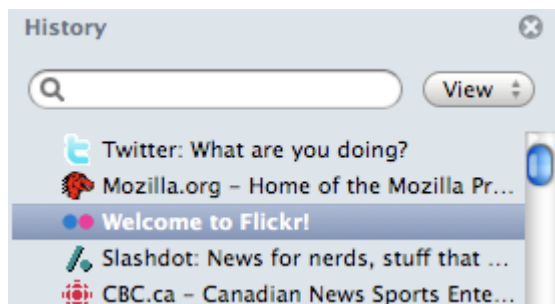 History
View
Twitter: What are you doing?
Mozilla.org – Home of the Mozilla Pr...
Welcome to Flickr!
Slashdot: News for nerds, stuff that ...
CBC.ca – Canadian News Sports Ente...